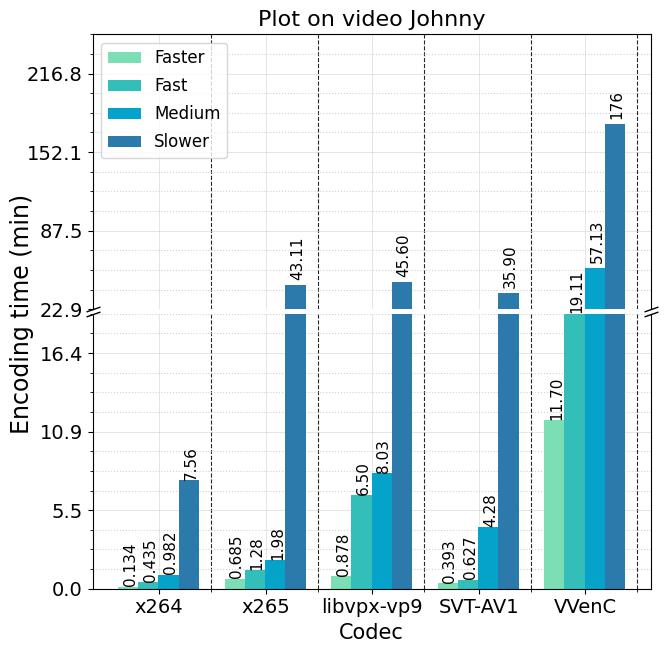 Plot on video Johnny
Faster
Fast
Medium
Slower
Encoding time (min)
216.8
152.1
87.5
22.9
16.4
10.9
5.5
0.0
0.134
0.435
0.982
7.56
0.685
1.28
1.98
43.11
0.878
6.50
8.03
45.60
0.393
0.627
4.28
35.90
11.70
19.11
57.13
176
x264
x265
libvpx-vp9
SVT-AV1
VVenC
Codec